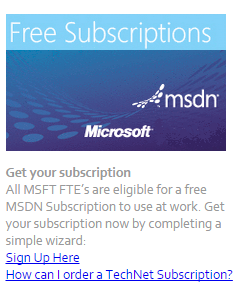 Free Subscriptions
msdn
Microsoft
Get your subscription
All MSFT FTE's are eligible for a free
MSDN Subscription to use at work. Get
your subscription now by completing a
simple wizard:
Sign Up Here
How can I order a TechNet Subscription?